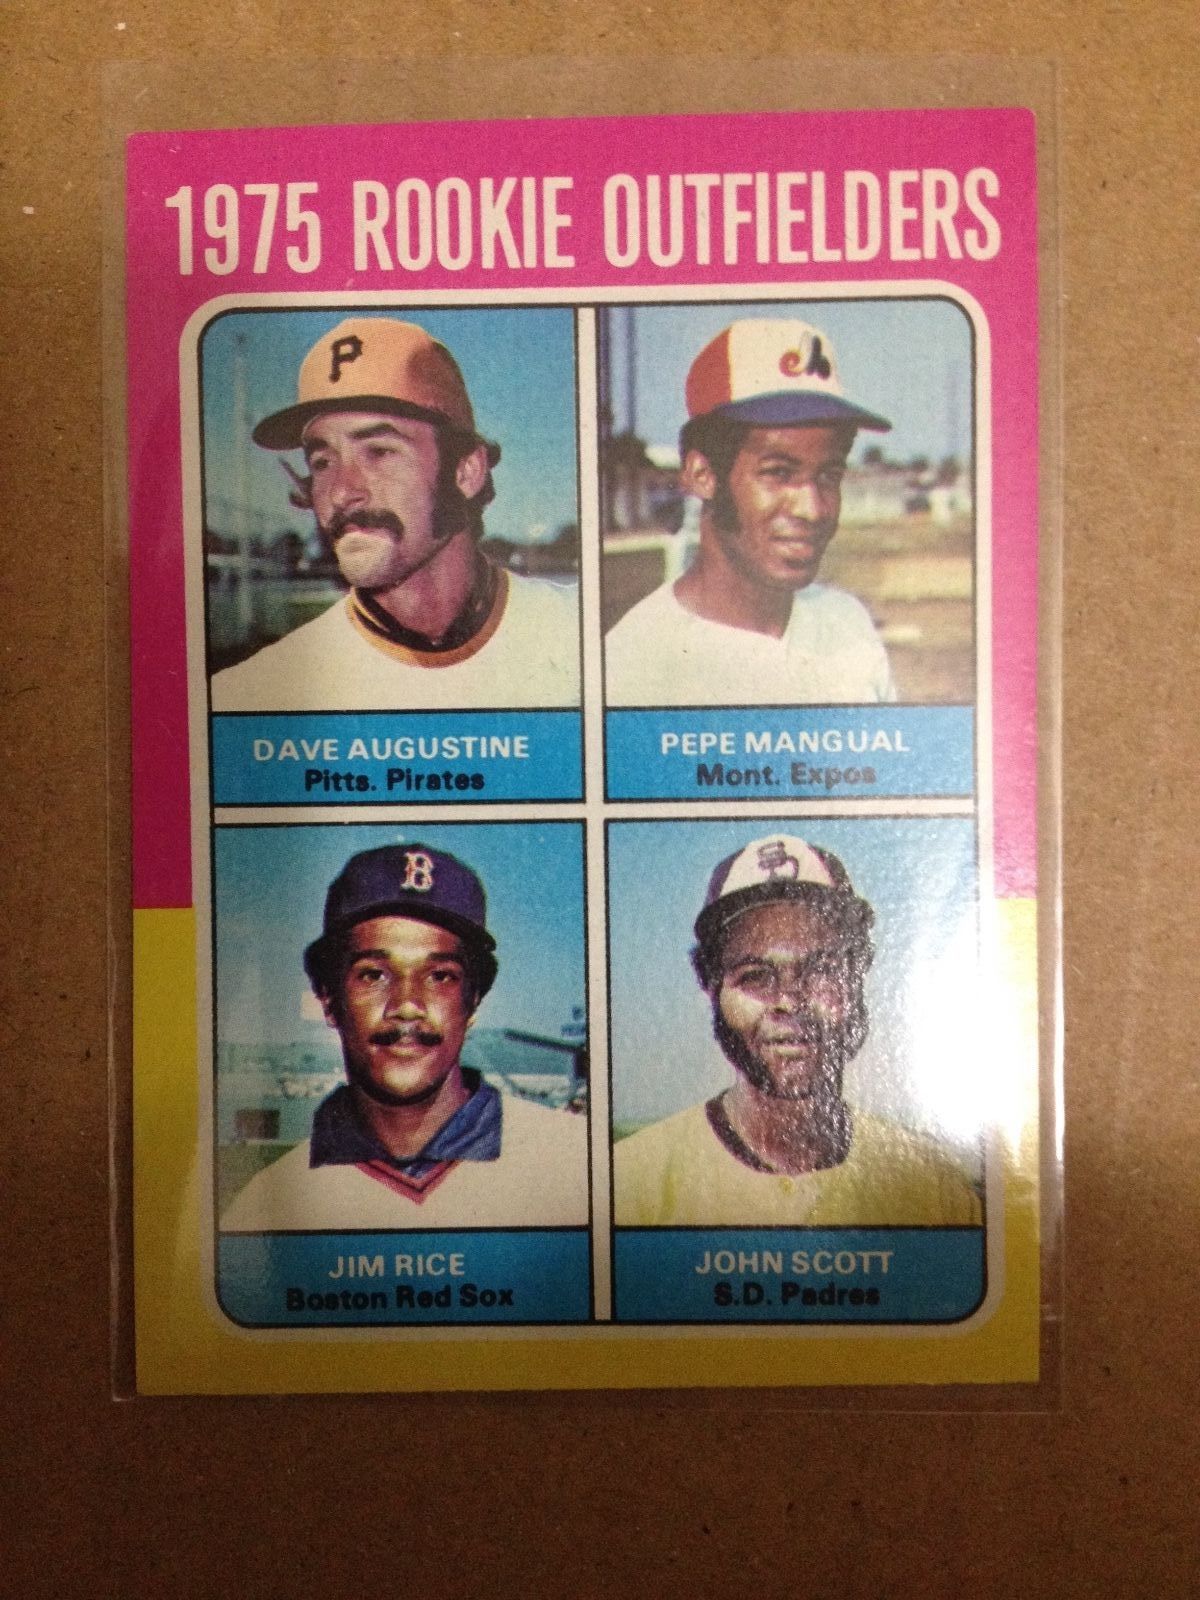 1975 ROOKIE OUTFIELDERS
P
e
DAVE AUGUSTINE
Pitts. Pirates
PEPE MANGUAL
Mont. Expos
B
SD
JIM RICE
Boston Red Sox
JOHN SCOTT
S.D. Padres